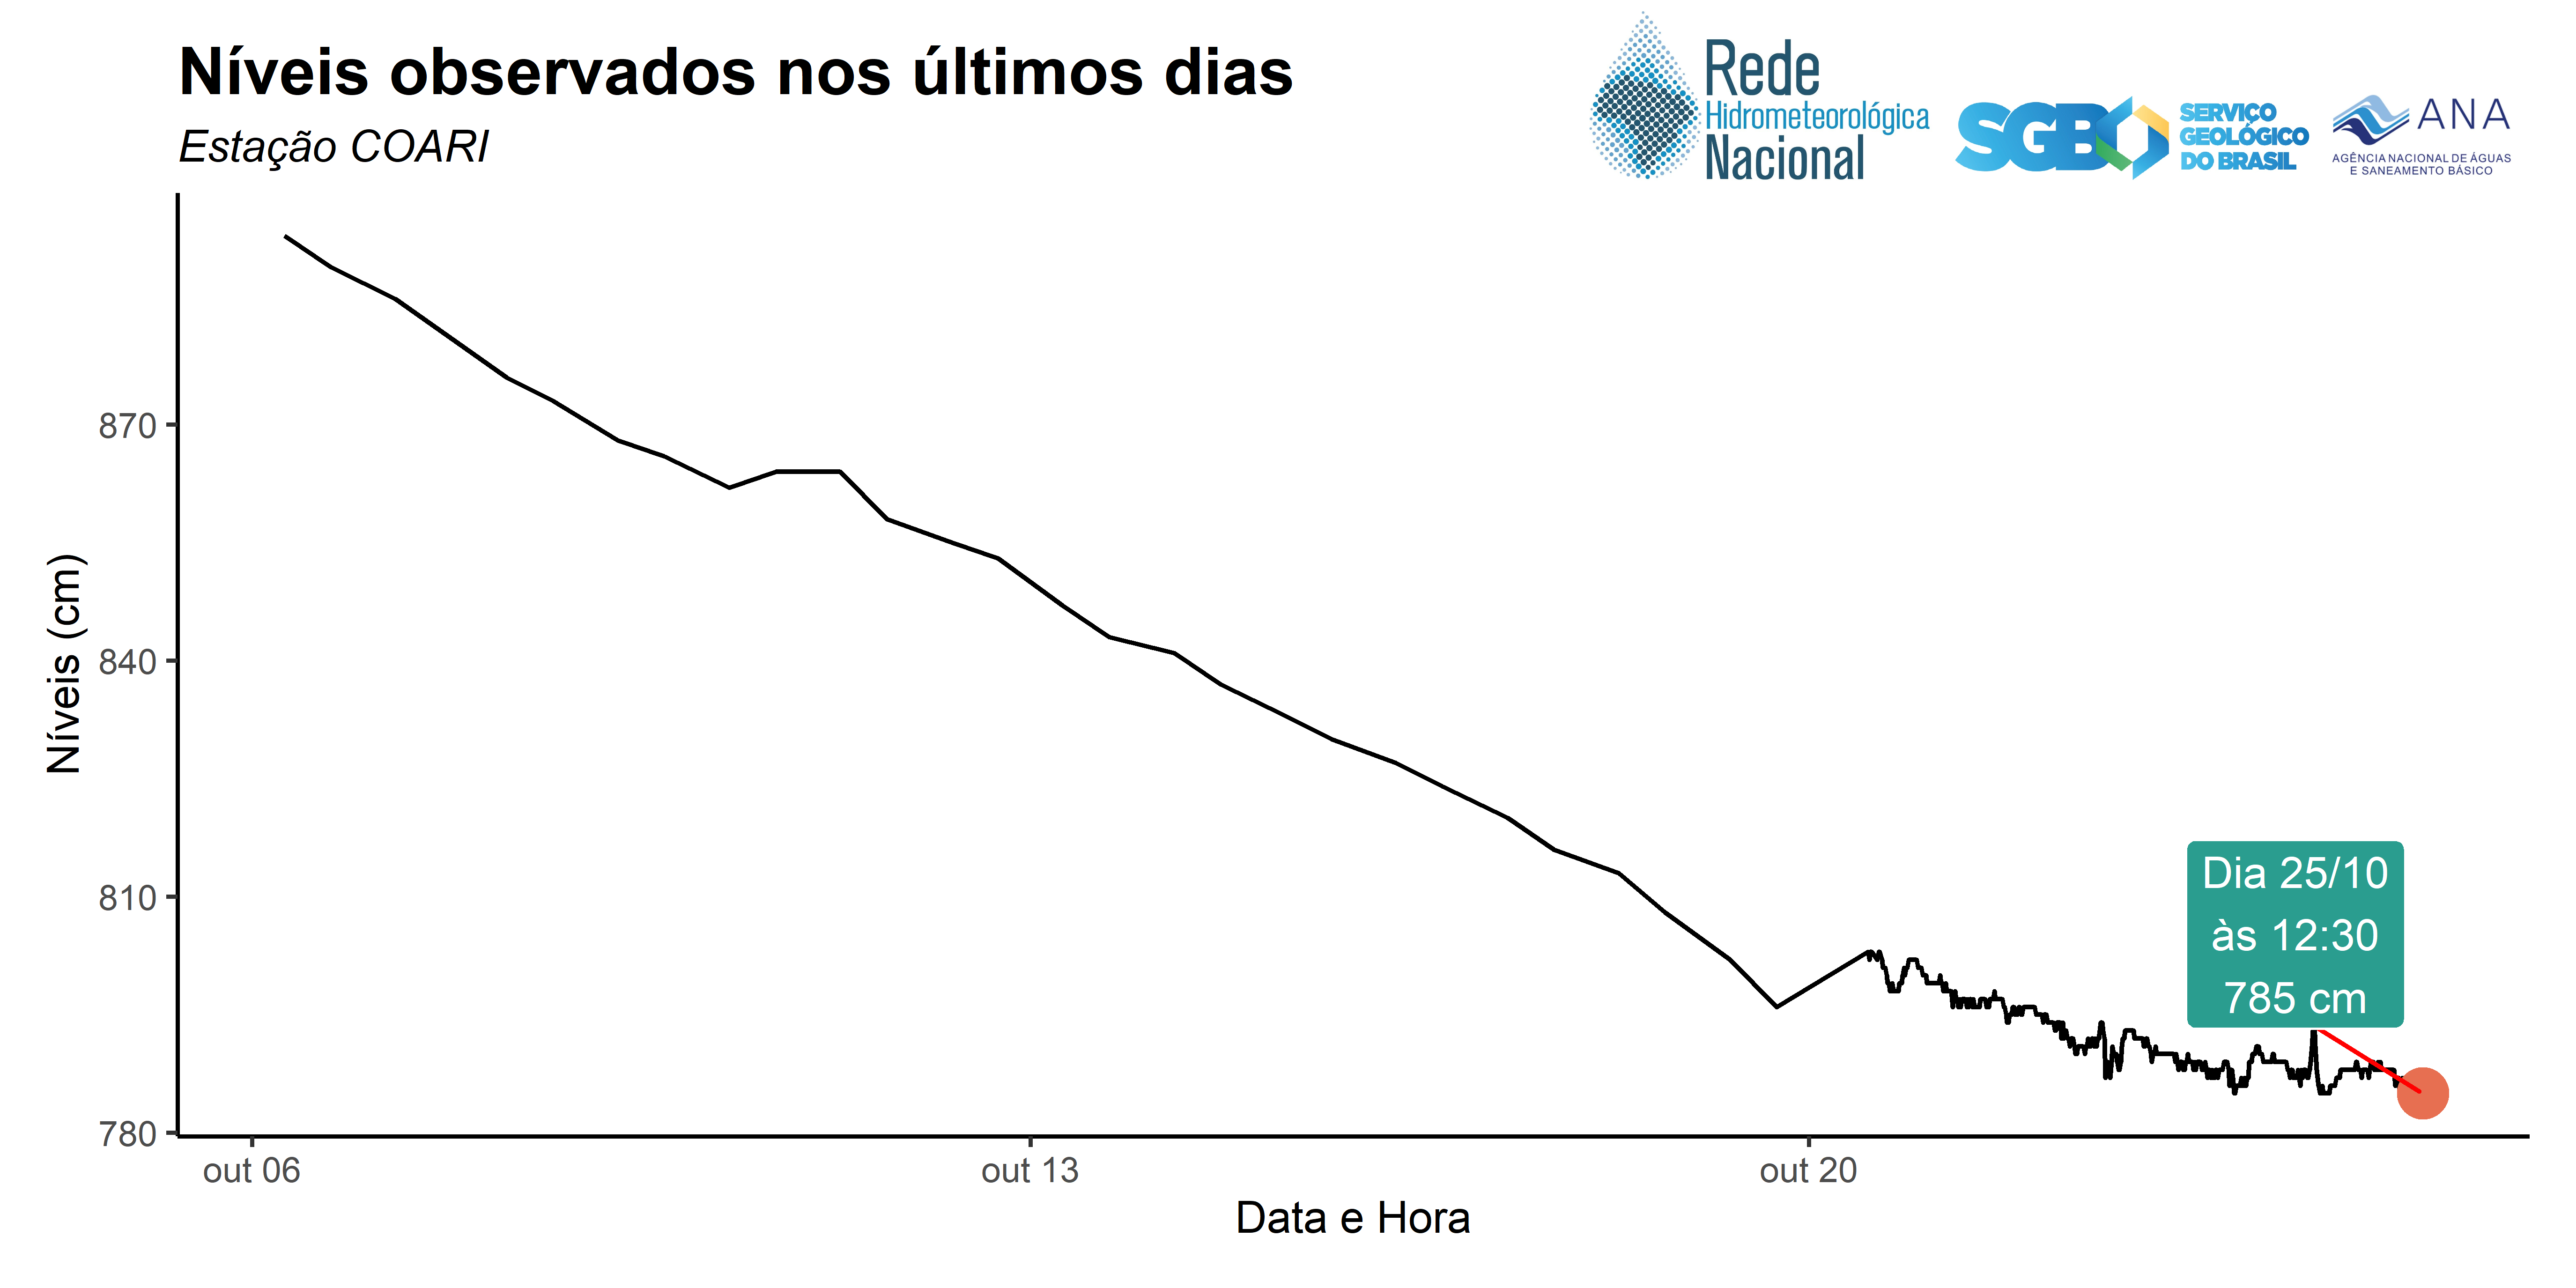 Níveis observados nos últimos dias
Estação COARI
Rede
Hidrometeorológica
Nacional
SGB
SERVIÇO
GEOLÓGICO
DO BRASIL
ANA
AGÊNCIA NACIONAL DE ÁGUAS
E SANEAMENTO BÁSICO
Níveis (cm)
870
840
810
780
Dia 25/10
às 12:30
785 cm
out 06
out 13
out 20
Data e Hora